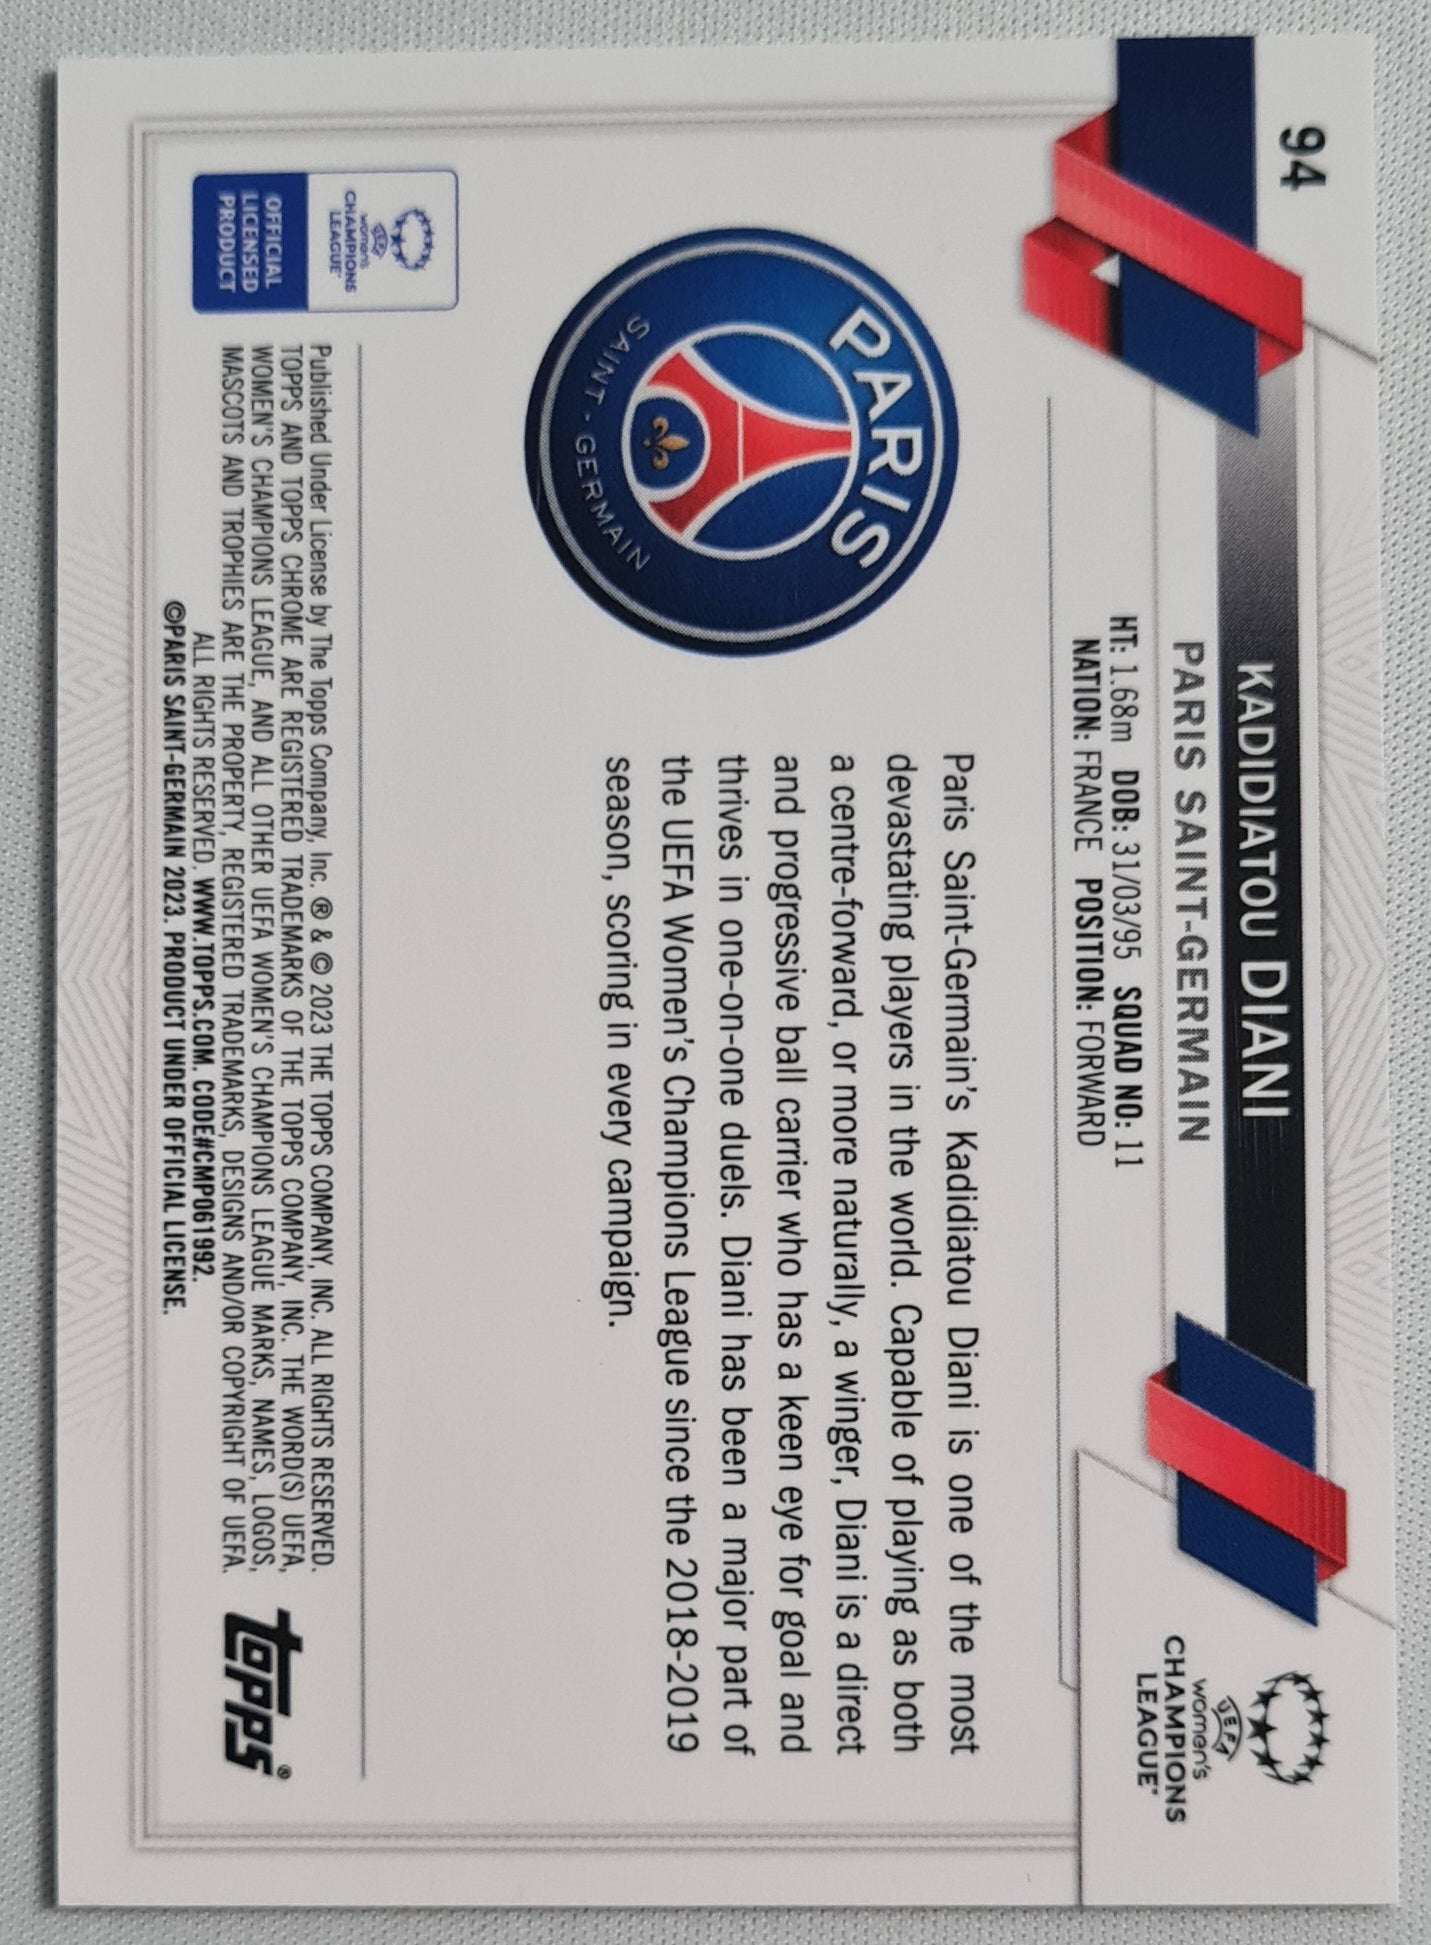 94
KADIDIATOU DIANI
PARIS SAINT-GERMAIN
HT: 1.68m DOB: 31/03/95 SQUAD NO: 11
NATION: FRANCE POSITION: FORWARD
UEFA
women's
CHAMPIONS
LEAGUE
PARIS
SAINT-GERMAIN
Paris Saint-Germain's Kadidiatou Diani is one of the most
devastating players in the world. Capable of playing as both
a centre-forward, or more naturally, a winger, Diani is a direct
and progressive ball carrier who has a keen eye for goal and
thrives in one-on-one duels. Diani has been a major part of
the UEFA Women's Champions League since the 2018-2019
season, scoring in every campaign.
UEFA
women's
CHAMPIONS
LEAGUE
OFFICIAL
LICENSED
PRODUCT
Published Under License by The Topps Company, Inc. ® & © 2023 THE TOPPS COMPANY, INC. ALL RIGHTS RESERVED.
TOPPS AND TOPPS CHROME ARE REGISTERED TRADEMARKS OF THE TOPPS COMPANY, INC. THE WORD(S) UEFA,
WOMEN'S CHAMPIONS LEAGUE, AND ALL OTHER UEFA WOMEN'S CHAMPIONS LEAGUE MARKS, NAMES, LOGOS,
MASCOTS AND TROPHIES ARE THE PROPERTY, REGISTERED TRADEMARKS, DESIGNS AND/OR COPYRIGHT OF UEFA.
ALL RIGHTS RESERVED. WWW.TOPPS.COM. CODE#CMP061992.
©PARIS SAINT-GERMAIN 2023. PRODUCT UNDER OFFICIAL LICENSE.
topps®